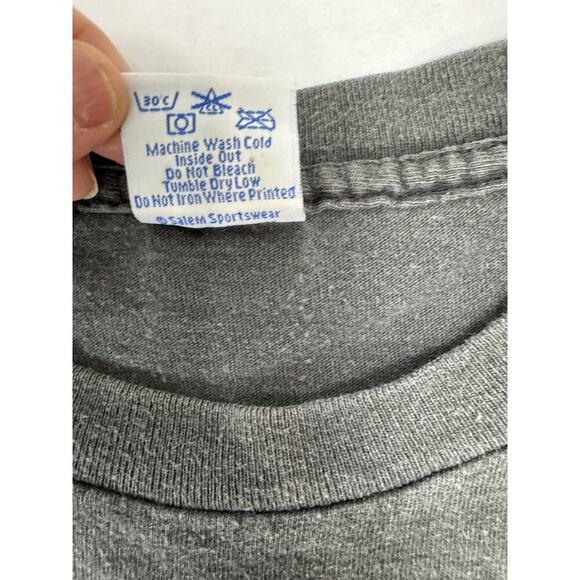 30°C CL
Machine Wash Cold
Inside Out
Do Not Bleach
Tumble Dry Low
Do Not Iron Where Printed
© Salem Sportswear